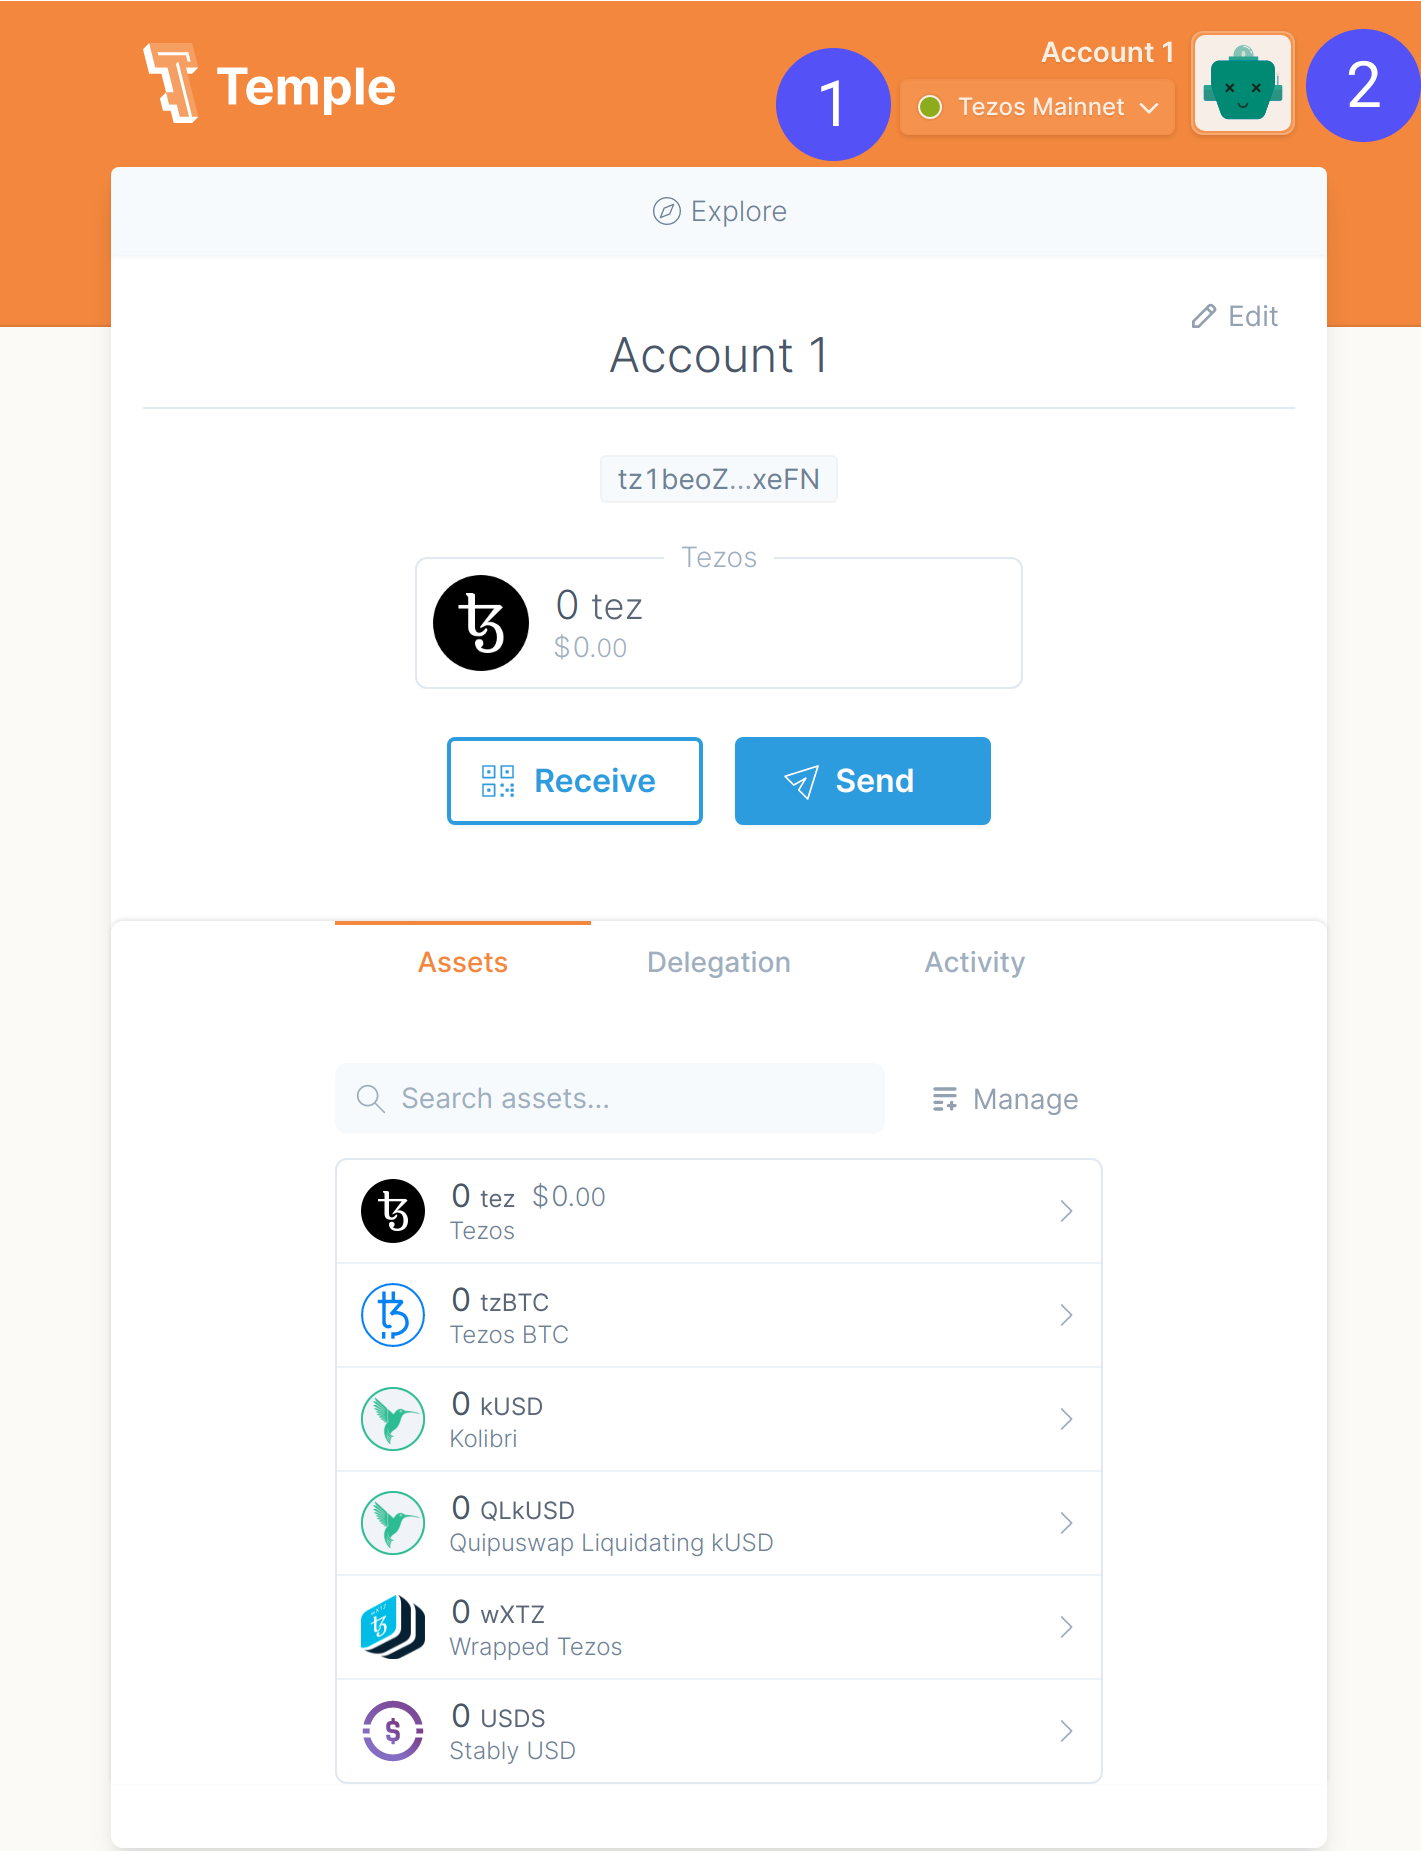 Temple
Account 1
1
Tezos Mainnet
2
Explore
Edit
Account 1
tz1beoZ...xeFN
Tezos
0 tez
$0.00
Receive
Send
Assets
Delegation
Activity
Search assets...
Manage
0 tez $0.00
Tezos
0 tzBTC
Tezos BTC
0 kUSD
Kolibri
0 QLkUSD
Quipuswap Liquidating kUSD
0 wXTZ
Wrapped Tezos
0 USDS
Stably USD